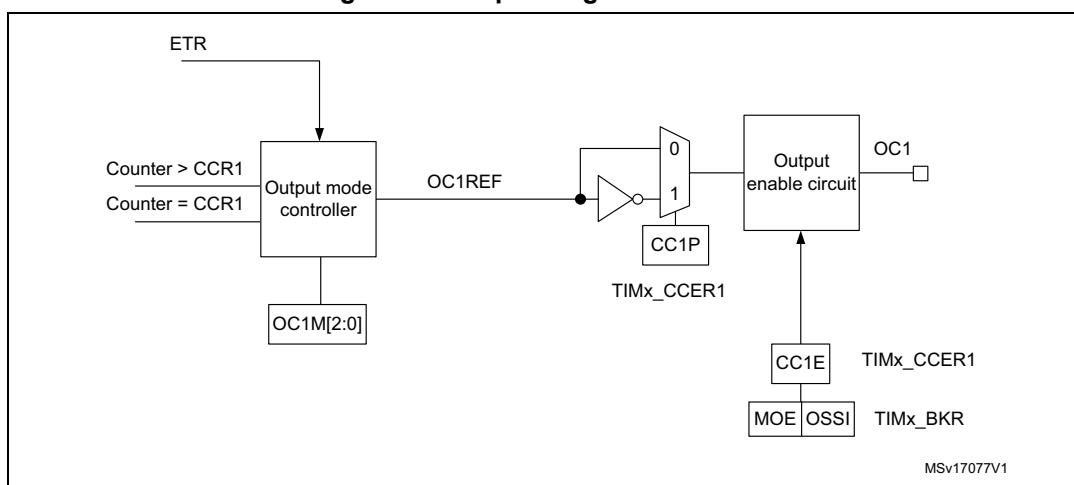 ETR
Counter > CCR1
Counter = CCR1
Output mode
controller
OC1M[2:0]
OC1REF
0
1
CC1P
TIMx_CCER1
Output
enable circuit
OC1
CC1E
TIMx_CCER1
MOE OSSI
TIMx_BKR
MSv17077V1